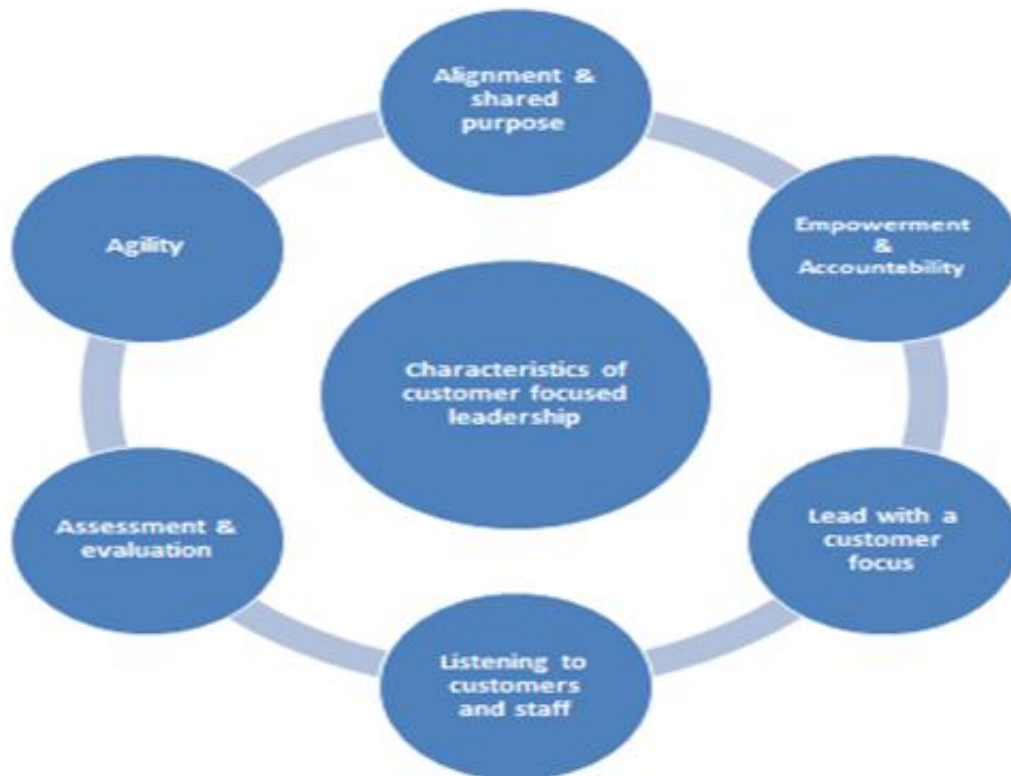 Alignment &
shared
purpose
Empowerment
&
Accountebility
Lead with a
customer
focus
Listening to
customers
and staff
Assessment &
evaluation
Agility
Characteristics of
customer focused
leadership